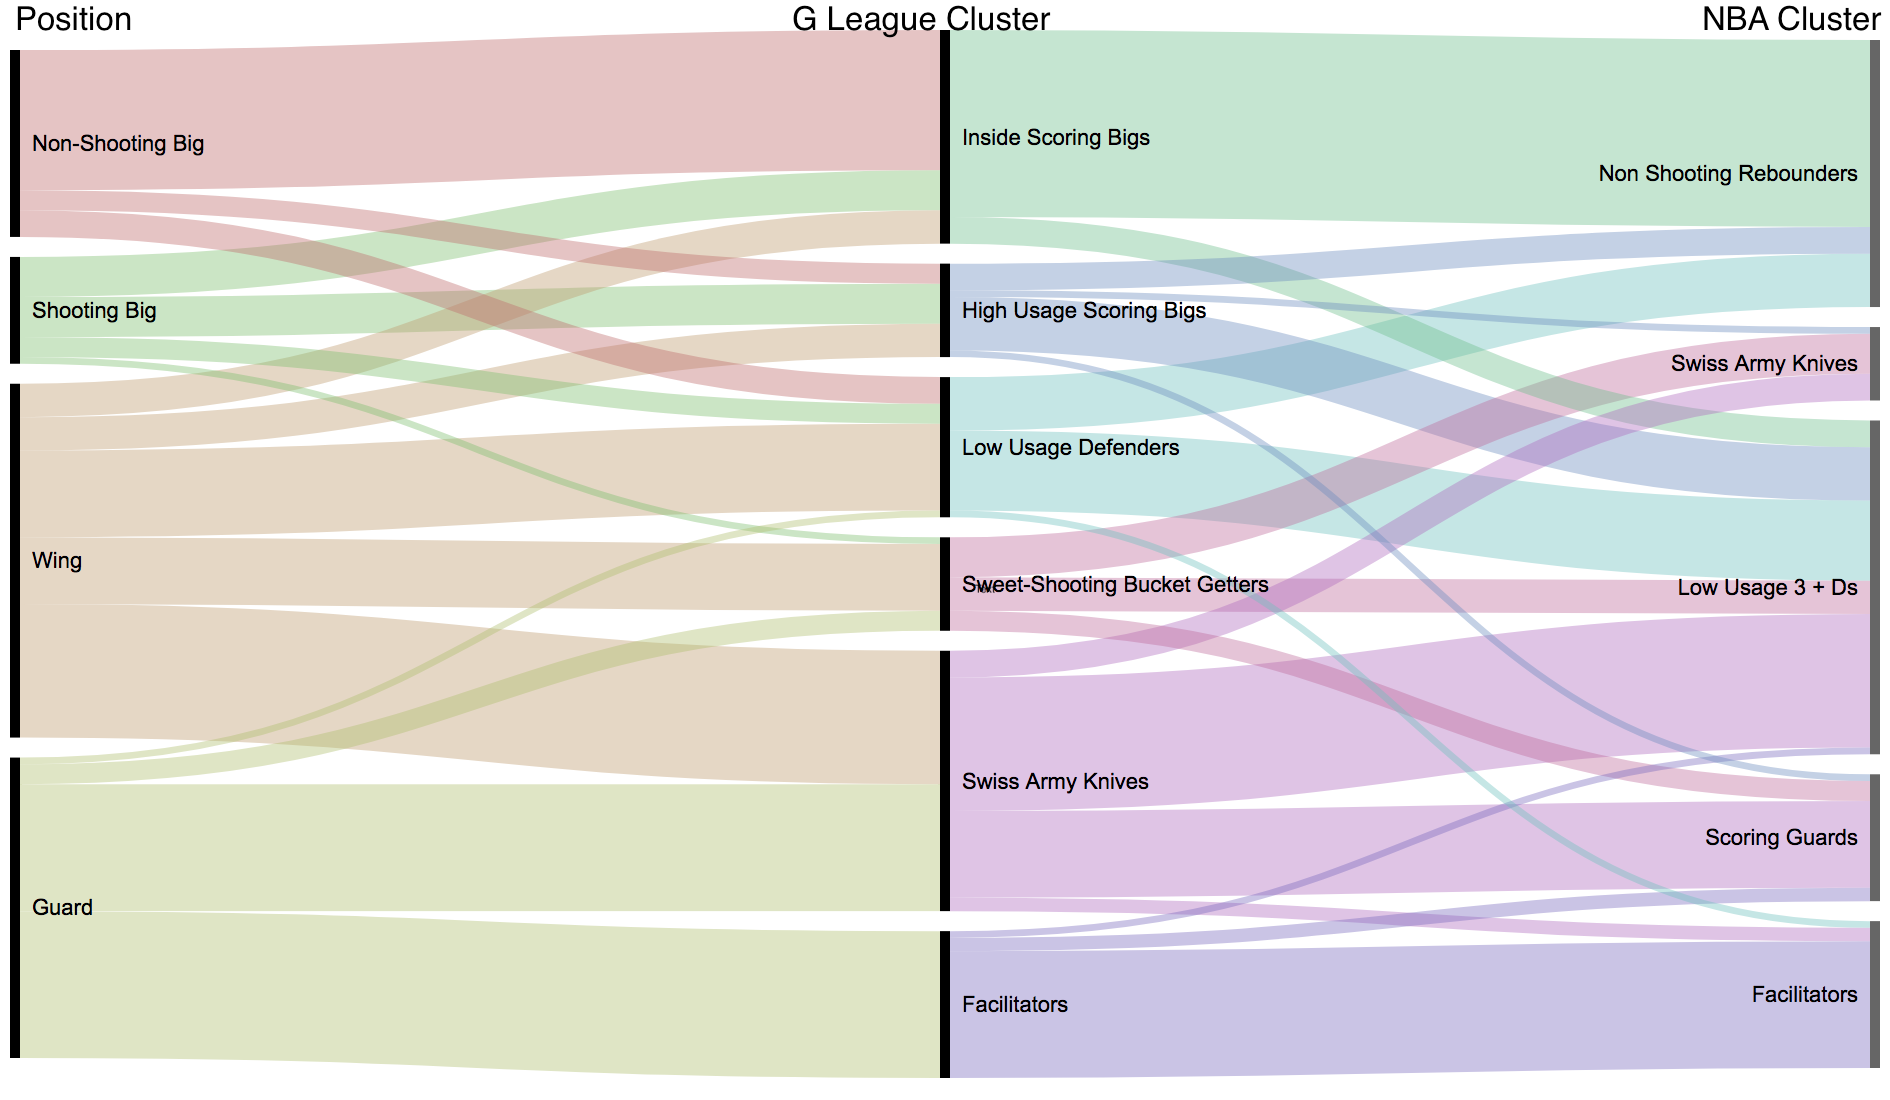 Position
G League Cluster
NBA Cluster
Non-Shooting Big
Shooting Big
Wing
Guard
Inside Scoring Bigs
High Usage Scoring Bigs
Low Usage Defenders
Sweet-Shooting Bucket Getters
Swiss Army Knives
Facilitators
Non Shooting Rebounders
Swiss Army Knives
Low Usage 3 + Ds
Scoring Guards
Facilitators